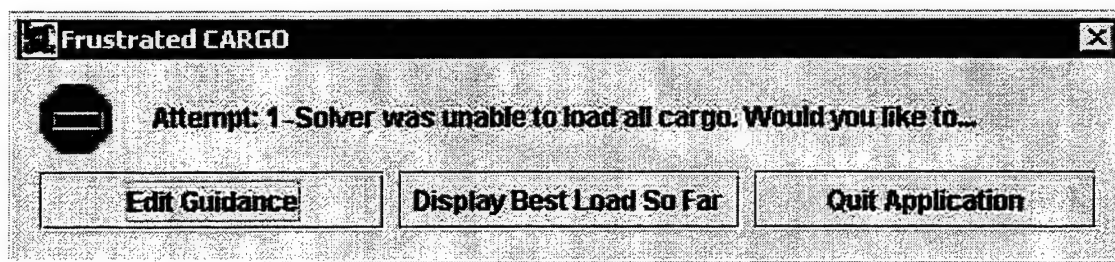 Frustrated CARGO
Attempt: 1-Solver was unable to load all cargo. Would you like to...
Edit Guidance Display Best Load So Far Quit Application